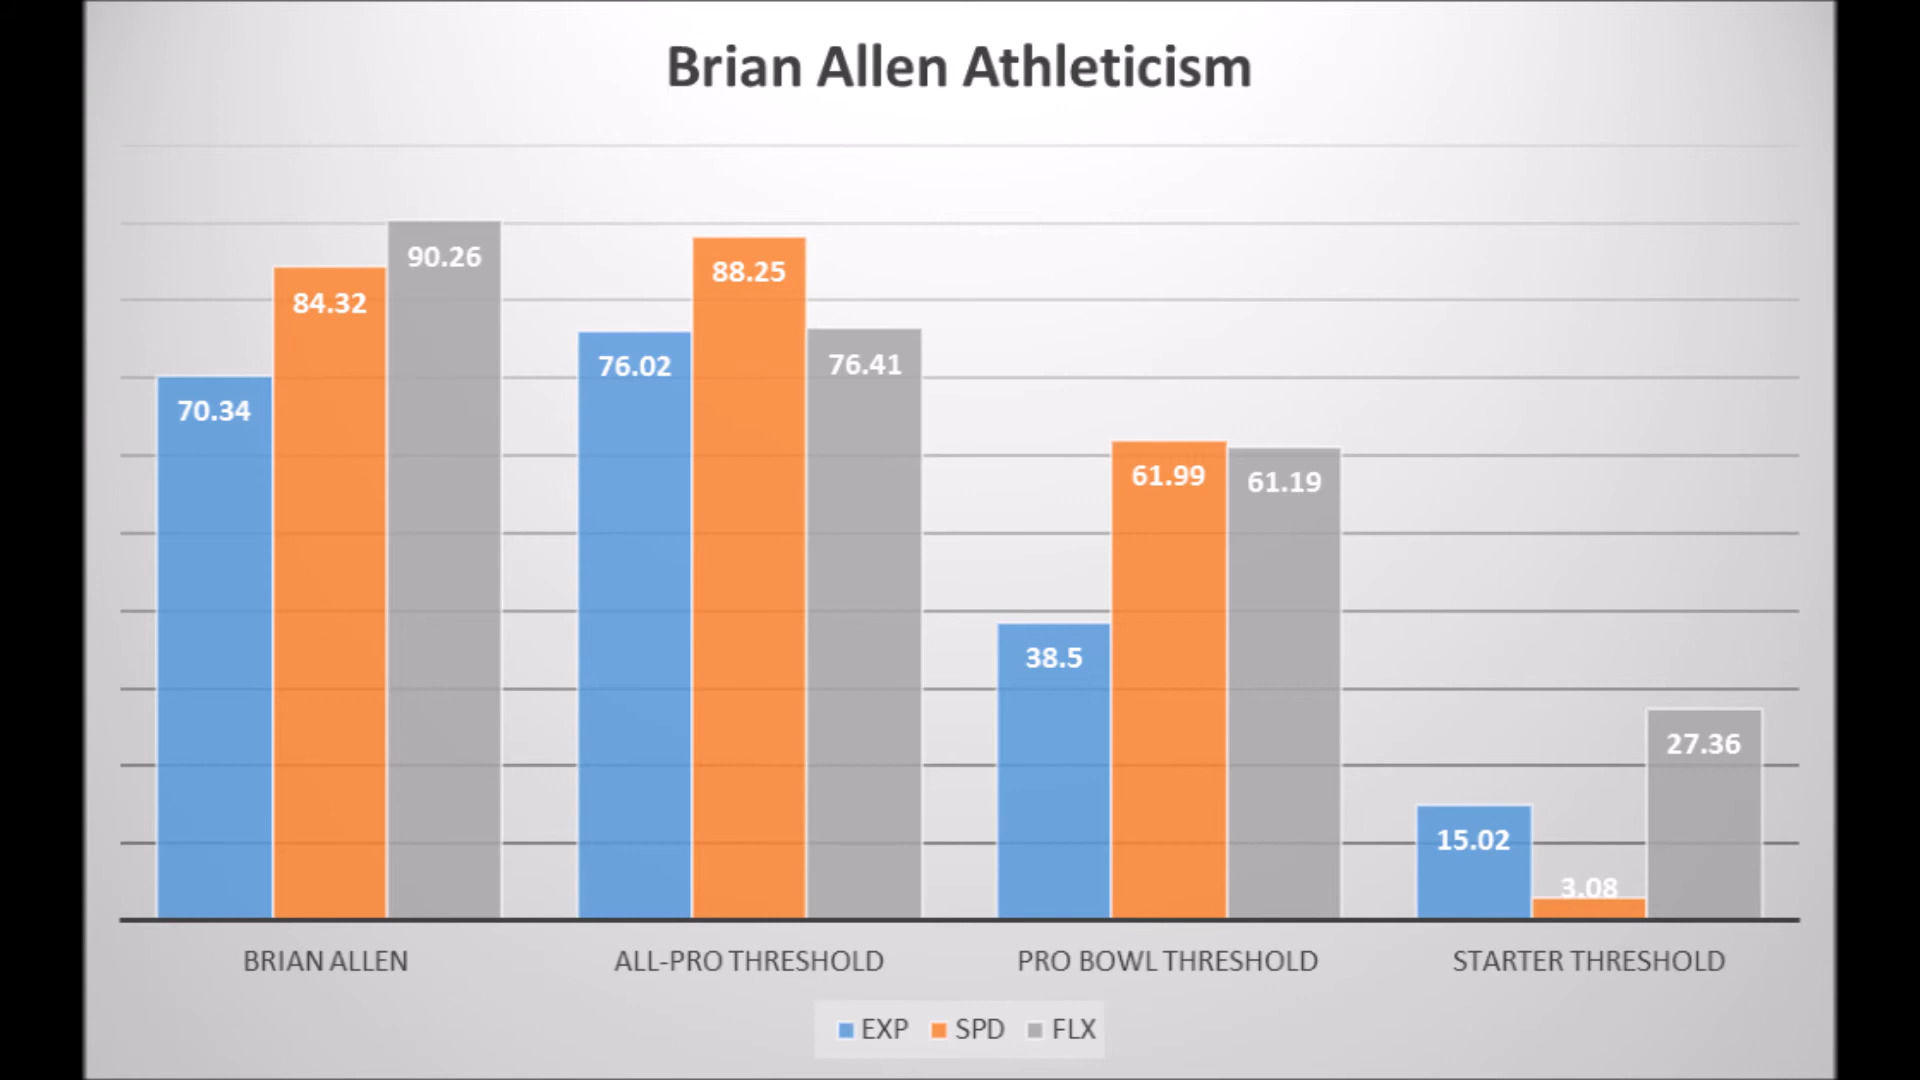 Brian Allen Athleticism
70.34
84.32
90.26
76.02
88.25
76.41
38.5
61.99
61.19
15.02
3.08
27.36
BRIAN ALLEN
ALL-PRO THRESHOLD
PRO BOWL THRESHOLD
STARTER THRESHOLD
EXP SPD FLX